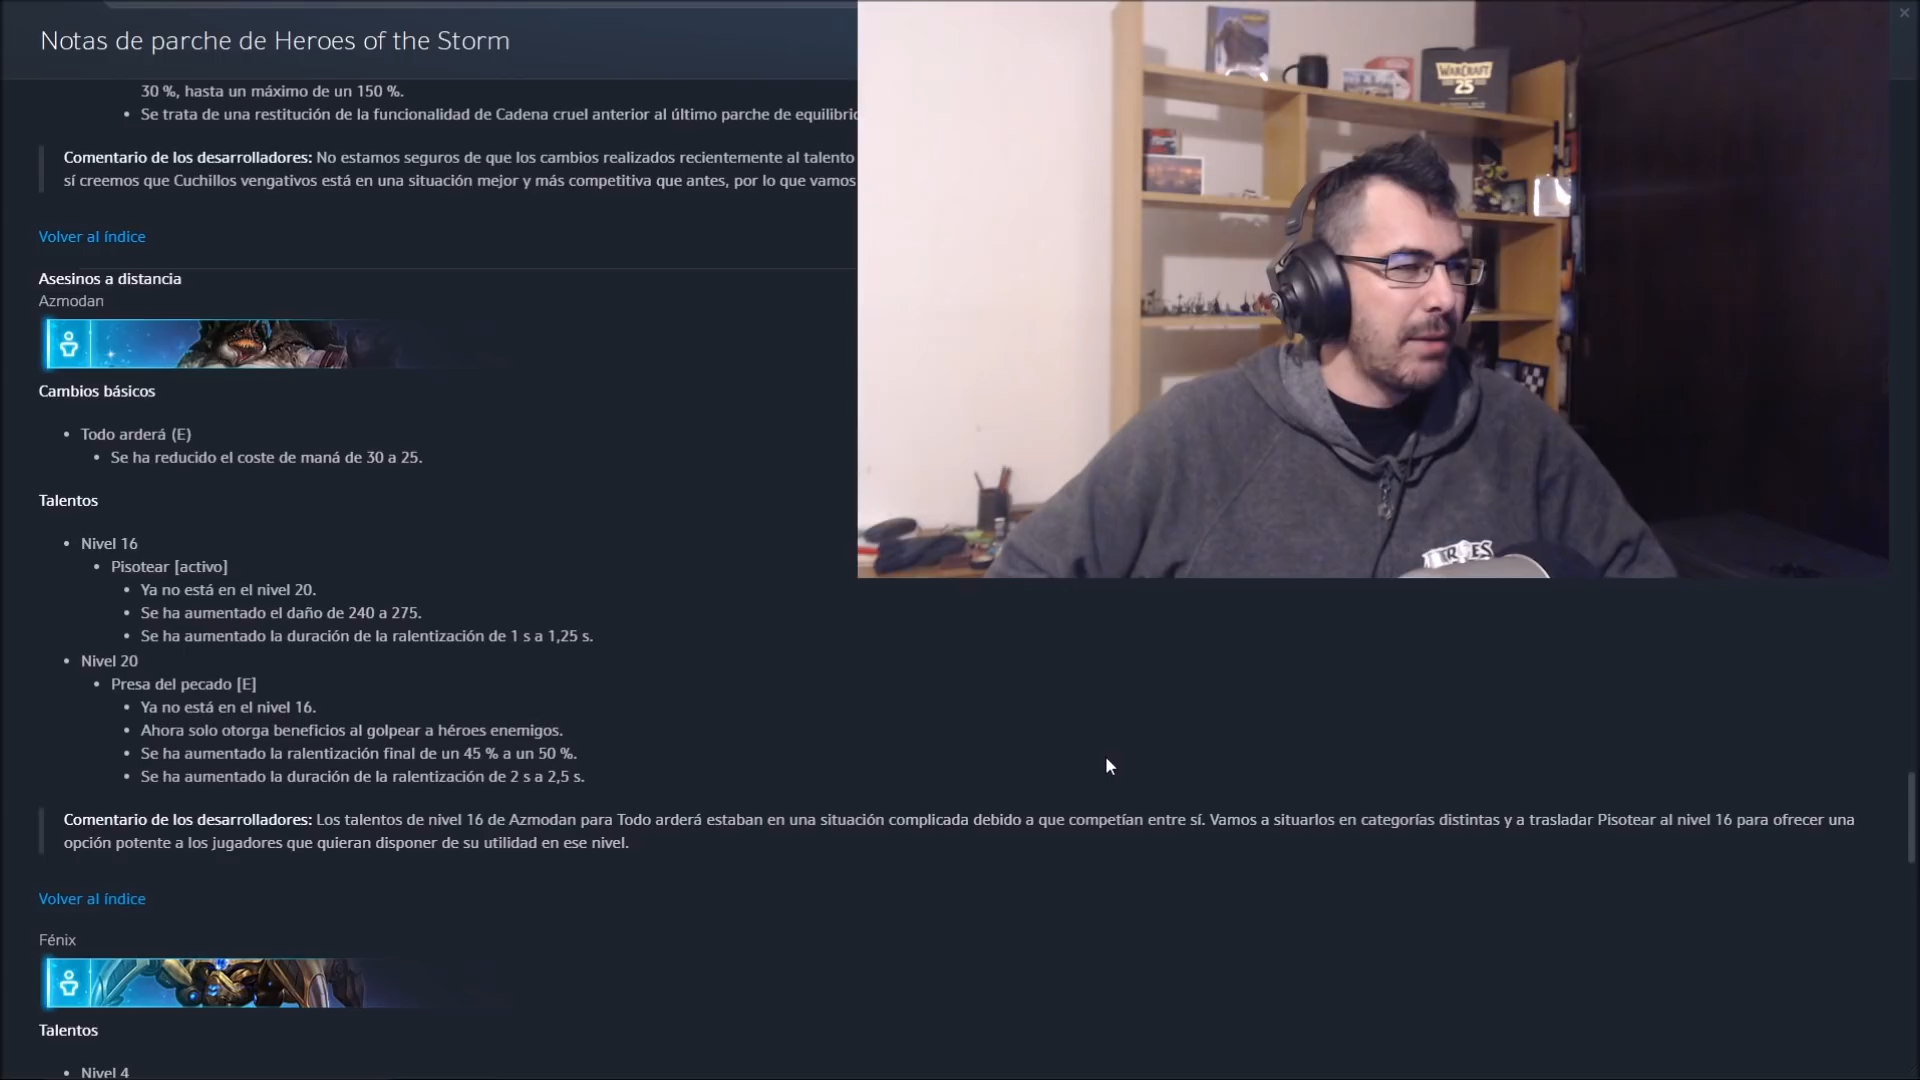 Notas de parche de Heroes of the Storm
30 %, hasta un máximo de un 150 %.
Se trata de una restitución de la funcionalidad de Cadena cruel anterior al último parche de equilibrio
Comentario de los desarrolladores: No estamos seguros de que los cambios realizados recientemente al talento
sí creemos que Cuchillos vengativos está en una situación mejor y más competitiva que antes, por lo que vamos
Volver al índice
Asesinos a distancia
Azmodan
Cambios básicos
Todo arderá (E)
Se ha reducido el coste de maná de 30 a 25.
Talentos
Nivel 16
Pisotear [activo]
Ya no está en el nivel 20.
Se ha aumentado el daño de 240 a 275.
Se ha aumentado la duración de la ralentización de 1 s a 1,25 s.
Nivel 20
Presa del pecado [E]
Ya no está en el nivel 16.
Ahora solo otorga beneficios al golpear a héroes enemigos.
Se ha aumentado la ralentización final de un 45 % a un 50 %.
Se ha aumentado la duración de la ralentización de 2 s a 2,5 s.
Comentario de los desarrolladores: Los talentos de nivel 16 de Azmodan para Todo arderá estaban en una situación complicada debido a que competían entre sí. Vamos a situarlos en categorías distintas y a trasladar Pisotear al nivel 16 para ofrecer una
opción potente a los jugadores que quieran disponer de su utilidad en ese nivel.
Volver al índice
Fénix
Talentos
Nivel 4
WARCRAFT
25